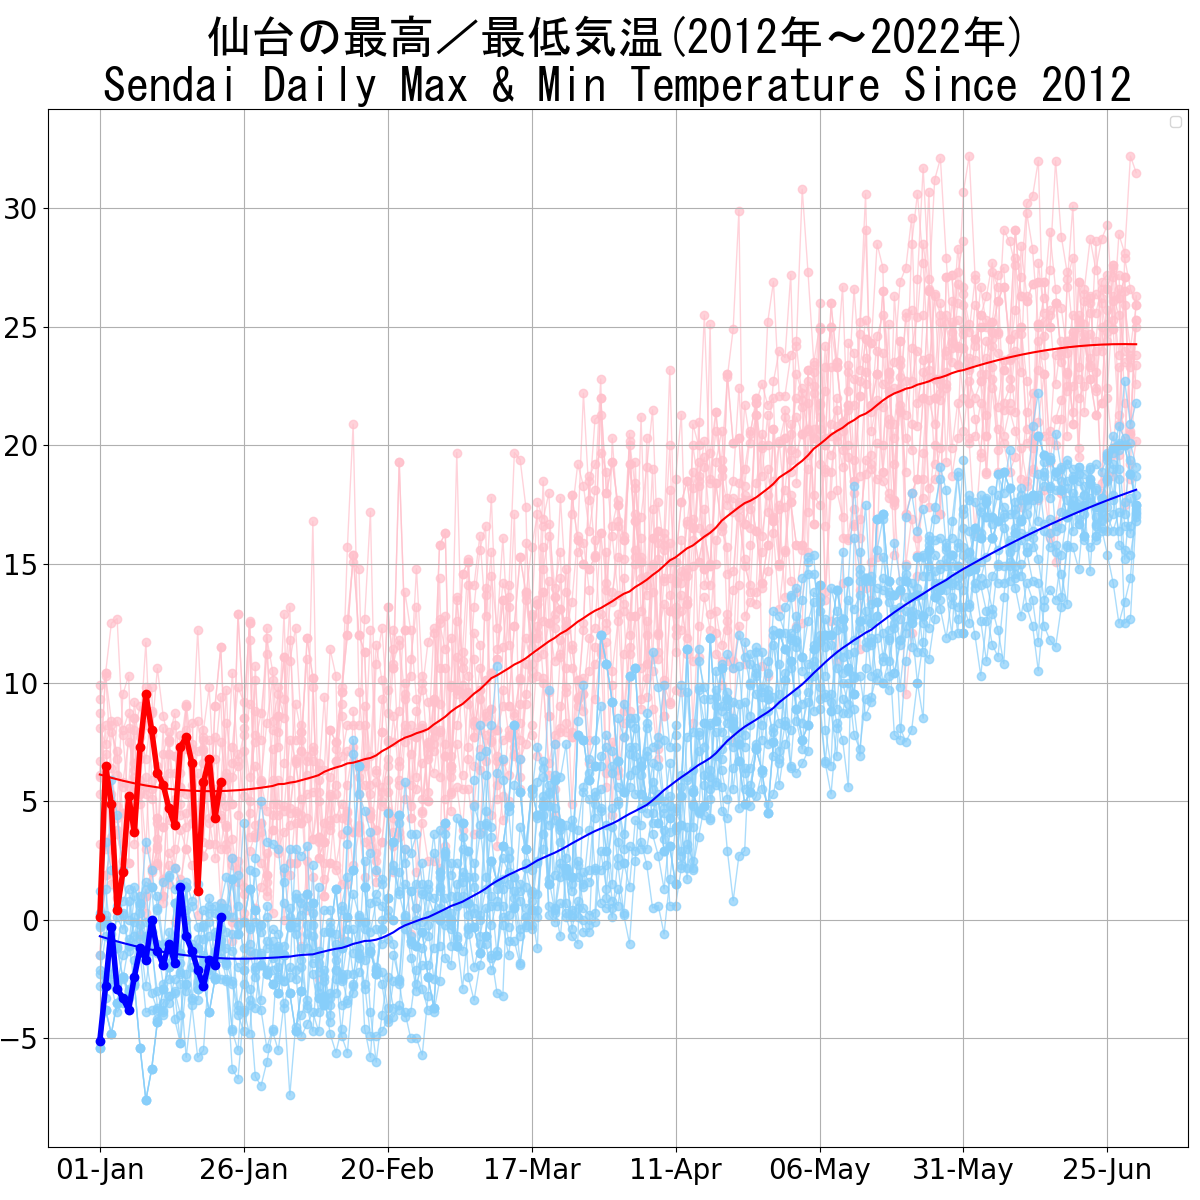 仙台の最高／最低気温(2012年～2022年)
Sendai Daily Max & Min Temperature Since 2012
30
25
20
15
10
5
0
−5
01-Jan 26-Jan 20-Feb 17-Mar 11-Apr 06-May 31-May 25-Jun